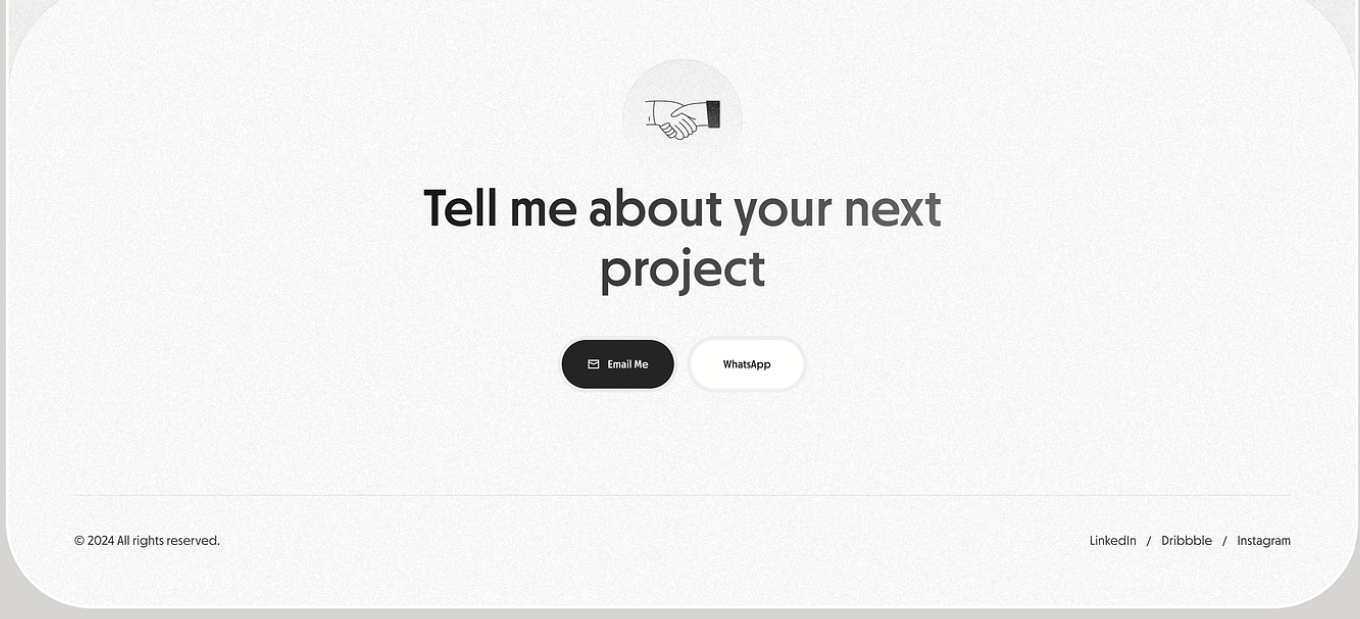 Tell me about your next
project
Email Me
WhatsApp
© 2024 All rights reserved.
LinkedIn / Dribbble / Instagram